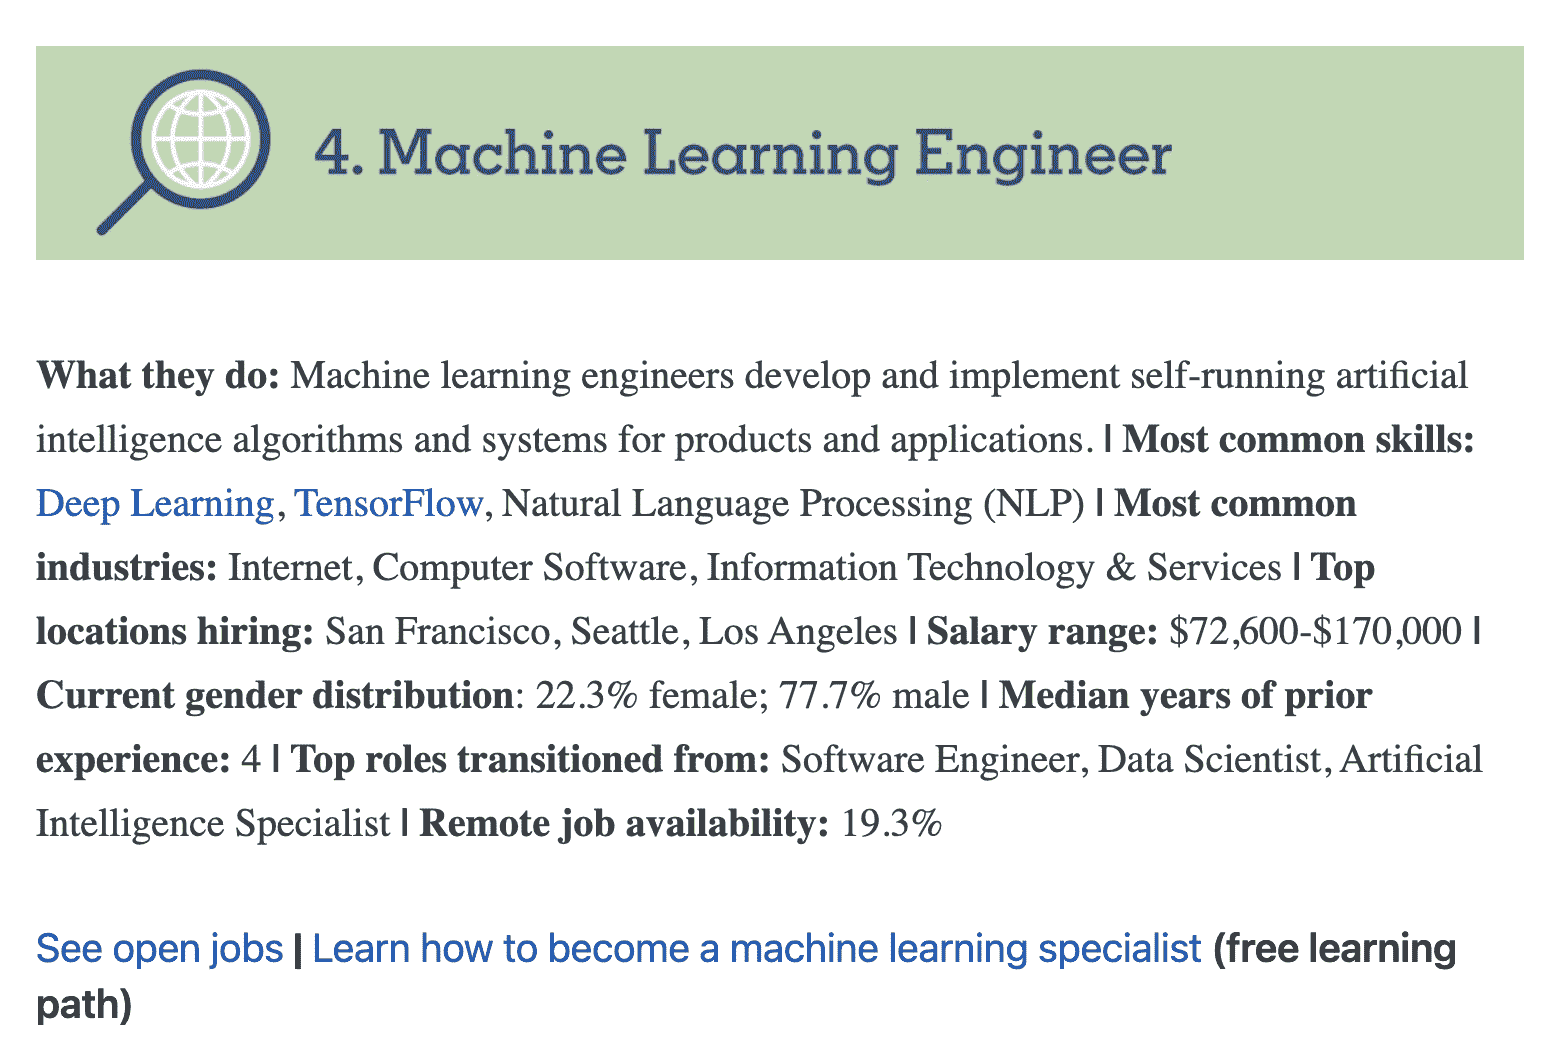 4. Machine Learning Engineer
What they do: Machine learning engineers develop and implement self-running artificial
intelligence algorithms and systems for products and applications. | Most common skills:
Deep Learning, TensorFlow, Natural Language Processing (NLP) | Most common
industries: Internet, Computer Software, Information Technology & Services | Top
locations hiring: San Francisco, Seattle, Los Angeles | Salary range: $72,600-$170,000 |
Current gender distribution: 22.3% female; 77.7% male | Median years of prior
experience: 4 | Top roles transitioned from: Software Engineer, Data Scientist, Artificial
Intelligence Specialist | Remote job availability: 19.3%
See open jobs | Learn how to become a machine learning specialist (free learning
path)